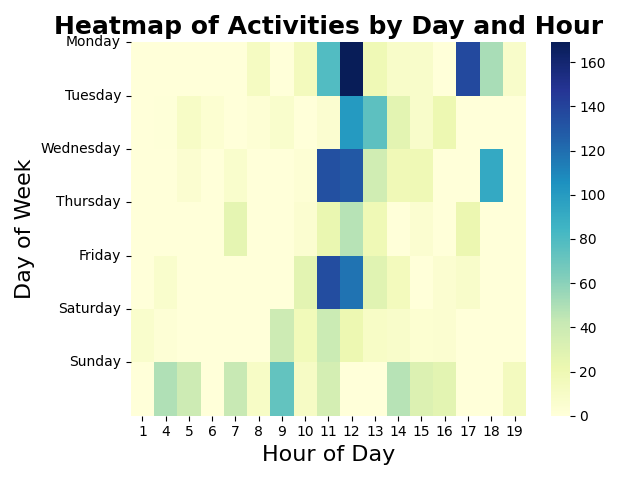 Heatmap of Activities by Day and Hour
Monday
Tuesday
Wednesday
Thursday
Friday
Saturday
Sunday
Day of Week
1 4 5 6 7 8 9 10 11 12 13 14 15 16 17 18 19
Hour of Day
160
140
120
100
80
60
40
20
0